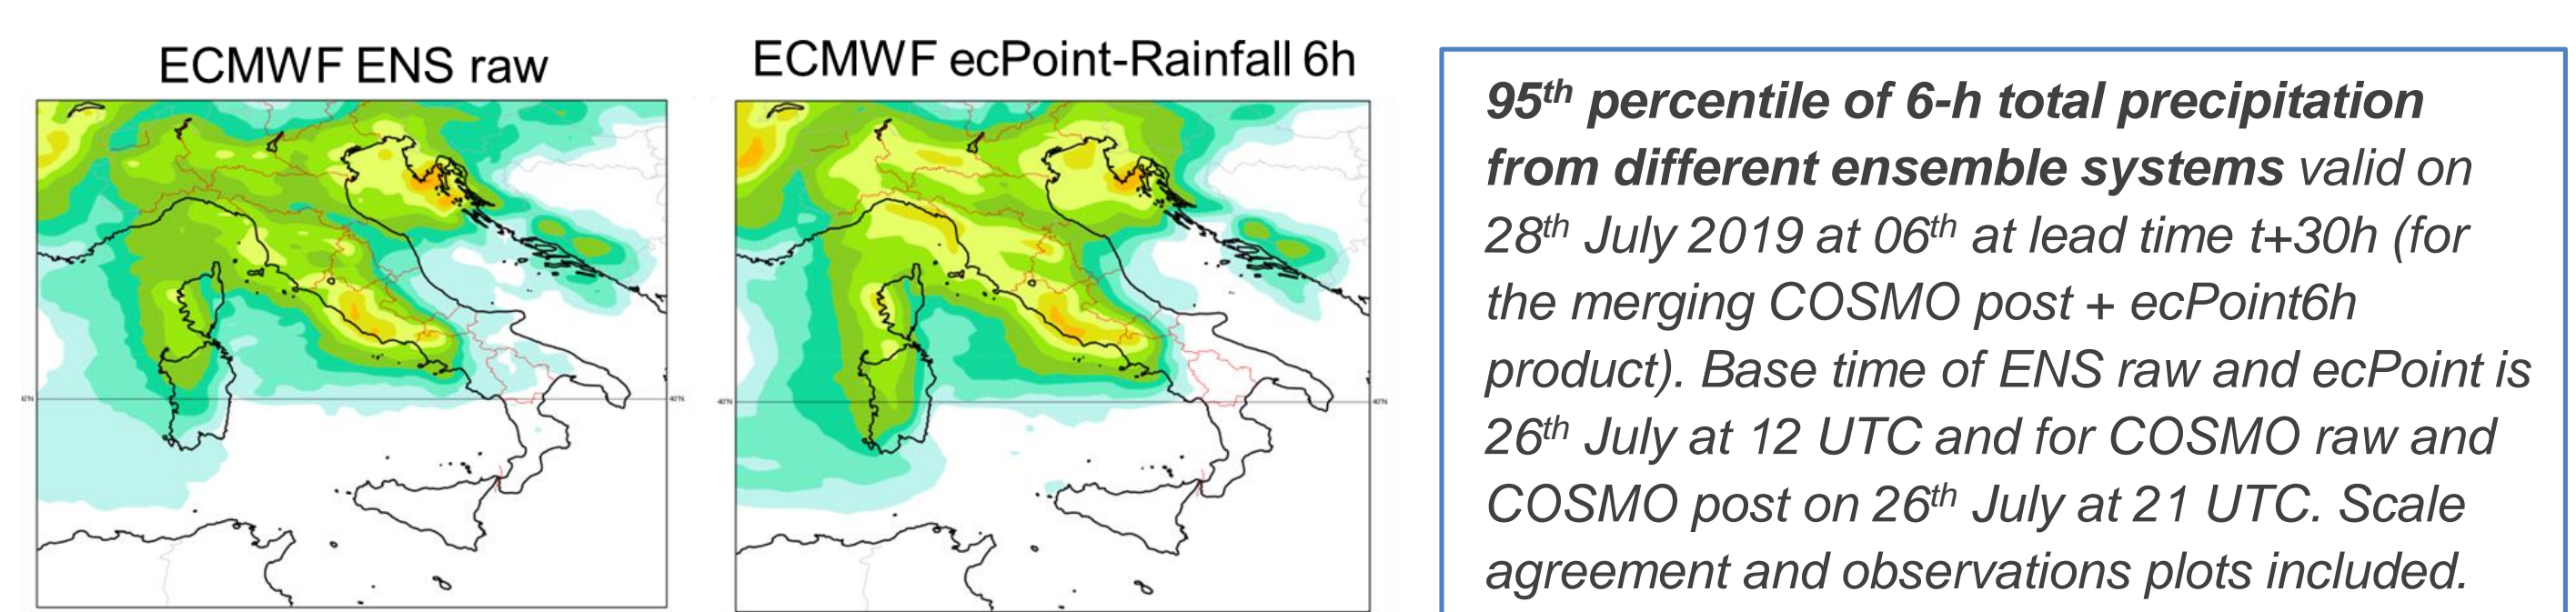 ECMWF ENS raw
ECMWF ecPoint-Rainfall 6h
95th percentile of 6-h total precipitation
from different ensemble systems valid on
28th July 2019 at 06th at lead time t+30h (for
the merging COSMO post + ecPoint6h
product). Base time of ENS raw and ecPoint is
26th July at 12 UTC and for COSMO raw and
COSMO post on 26th July at 21 UTC. Scale
agreement and observations plots included.
40°N
40°N
40°N